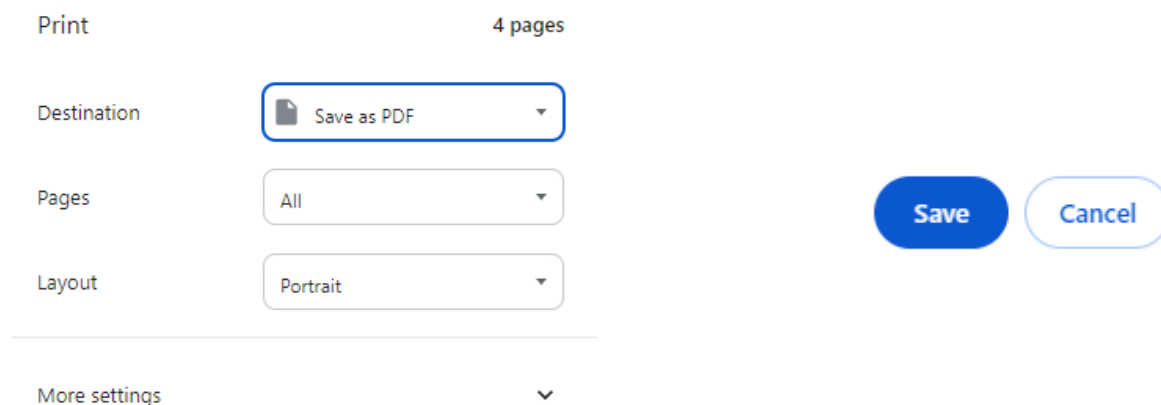 Print 4 pages
Destination Save as PDF
Pages All
Save Cancel
Layout Portrait
More settings